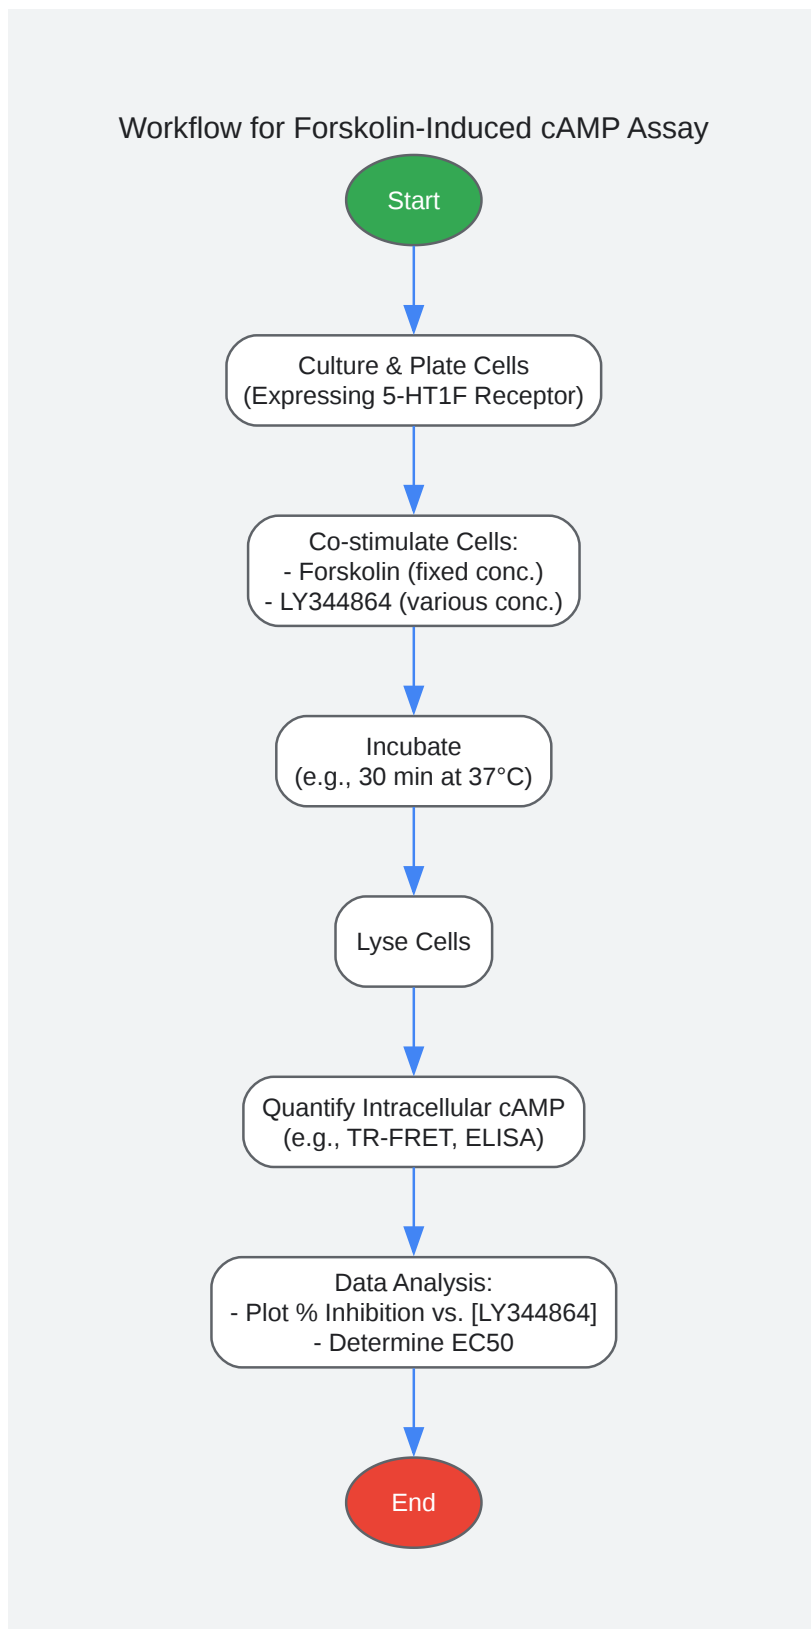 Workflow for Forskolin-Induced cAMP Assay
Start
Culture & Plate Cells
(Expressing 5-HT1F Receptor)
Co-stimulate Cells:
- Forskolin (fixed conc.)
- LY344864 (various conc.)
Incubate
(e.g., 30 min at 37°C)
Lyse Cells
Quantify Intracellular cAMP
(e.g., TR-FRET, ELISA)
Data Analysis:
- Plot % Inhibition vs. [LY344864]
- Determine EC50
End